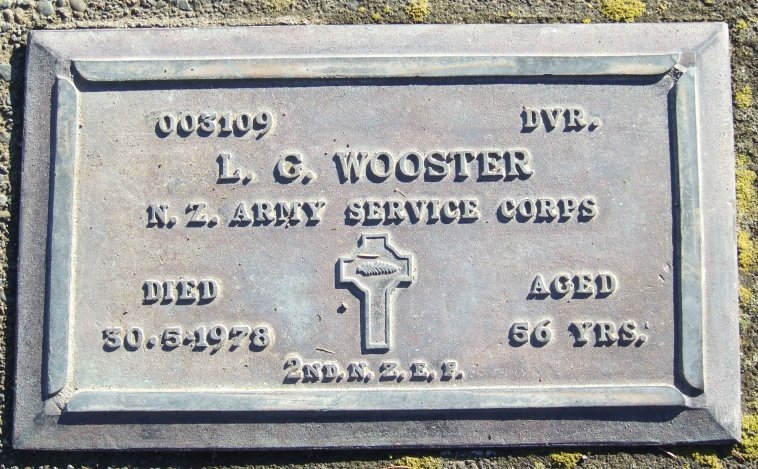 003109 DVR.
L. G. WOOSTER
N. Z. ARMY SERVICE CORPS
DIED AGED
30.5.1978 56 YRS.
2ND. N. Z. E. F.